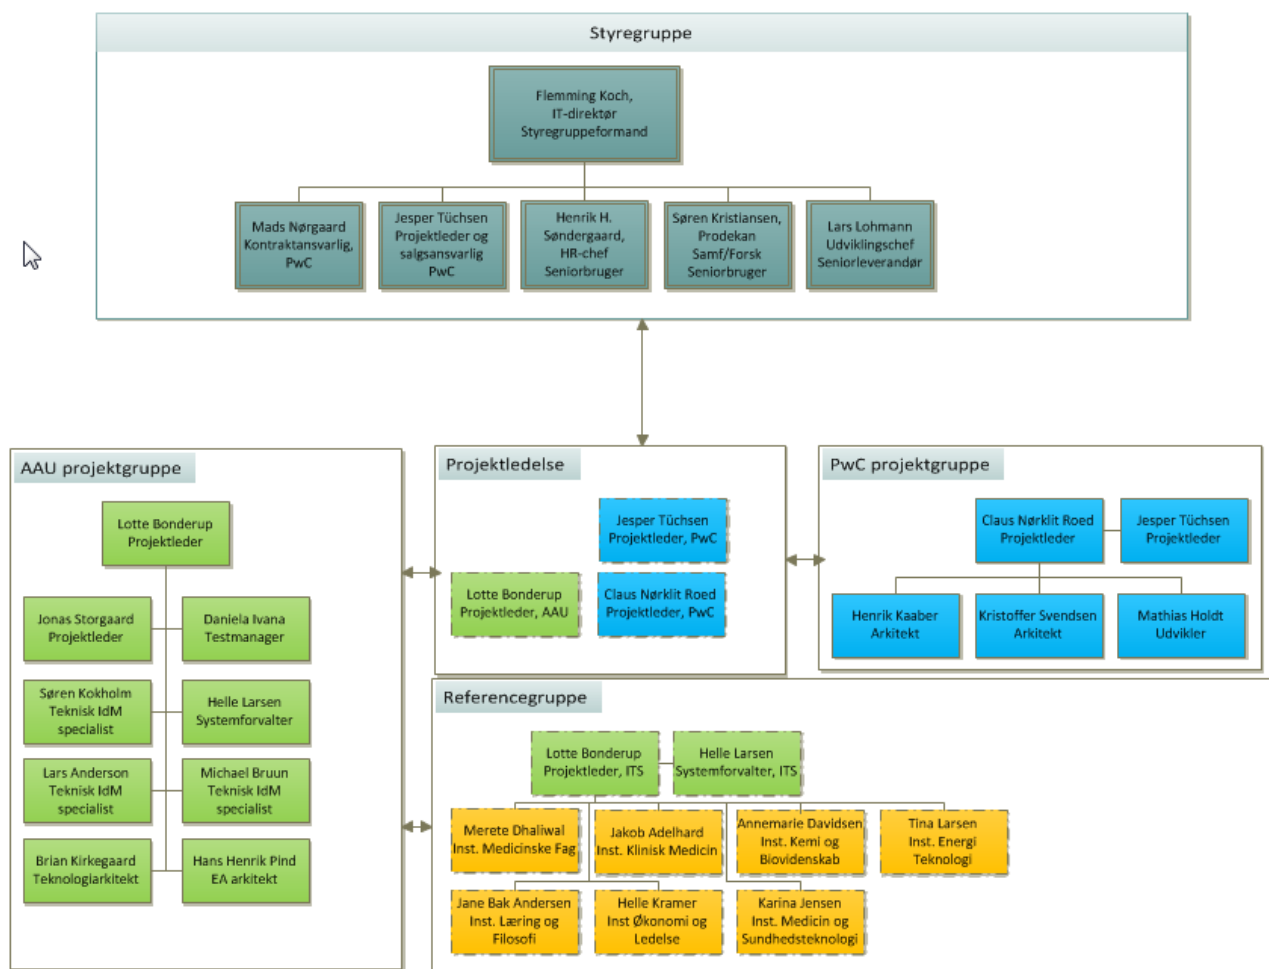 Styregruppe
Flemming Koch,
IT-direktør
Styregruppeformand
Mads Nørgaard
Kontraktansvarlig,
PwC
Jesper Tüchsen
Projektleder og
salgsansvarlig
PwC
Henrik H.
Søndergaard,
HR-chef
Seniorbruger
Søren Kristiansen,
Prodekan
Samf/Forsk
Seniorbruger
Lars Lohmann
Udviklingschef
Seniorleverandør
AAU projektgruppe
Lotte Bonderup
Projektleder
Jonas Storgaard
Projektleder
Daniela Ivana
Testmanager
Søren Kokholm
Teknisk IdM
specialist
Helle Larsen
Systemforvalter
Lars Anderson
Teknisk IdM
specialist
Michael Bruun
Teknisk IdM
specialist
Brian Kirkegaard
Teknologiarkitekt
Hans Henrik Pind
EA arkitekt
Projektledelse
Jesper Tüchsen
Projektleder, PwC
Lotte Bonderup
Projektleder, AAU
Claus Nørklit Roed
Projektleder, PwC
PwC projektgruppe
Claus Nørklit Roed
Projektleder
Jesper Tüchsen
Projektleder
Henrik Kaaber
Arkitekt
Kristoffer Svendsen
Arkitekt
Mathias Holdt
Udvikler
Referencegruppe
Lotte Bonderup
Projektleder, ITS
Helle Larsen
Systemforvalter, ITS
Merete Dhaliwal
Inst. Medicinske Fag
Jakob Adelhard
Inst. Klinisk Medicin
Annemarie Davidsen
Inst. Kemi og
Biovidenskab
Tina Larsen
Inst. Energi
Teknologi
Jane Bak Andersen
Inst. Læring og
Filosofi
Helle Kramer
Inst Økonomi og
Ledelse
Karina Jensen
Inst. Medicin og
Sundhedsteknologi